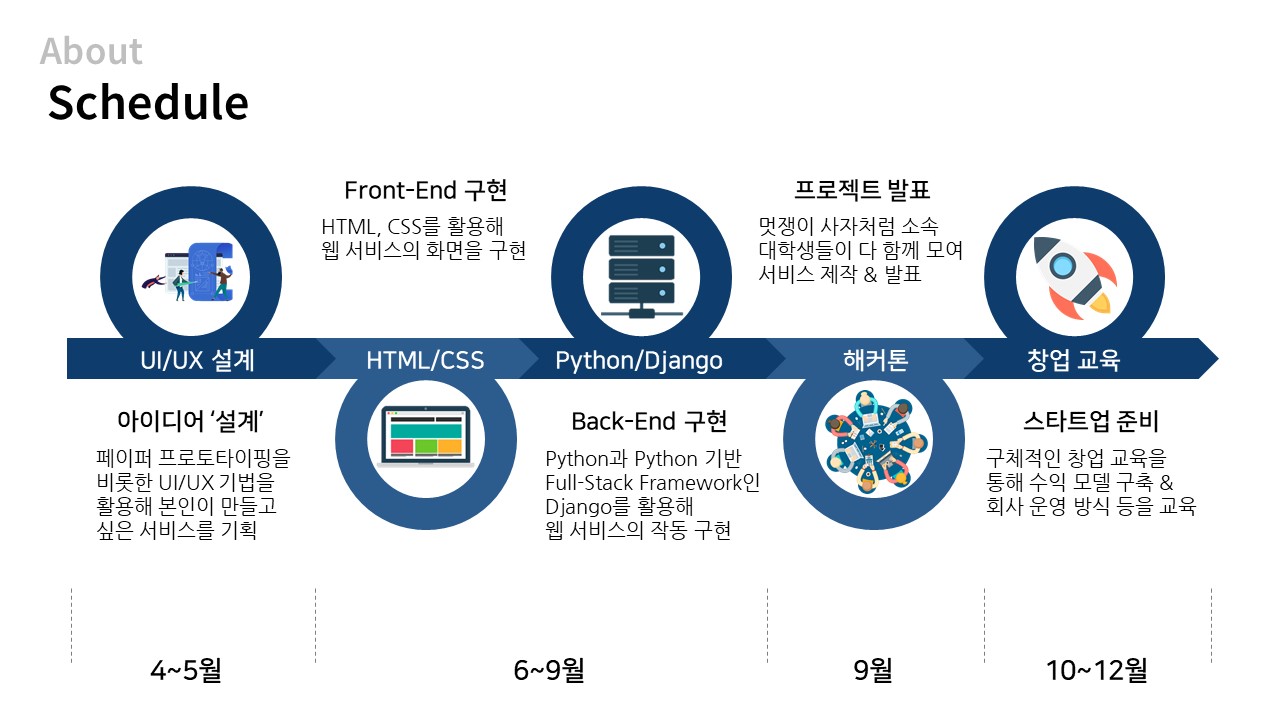 About
Schedule
Front-End 구현
HTML, CSS를 활용해
웹 서비스의 화면을 구현
프로젝트 발표
멋쟁이 사자처럼 소속
대학생들이 다 함께 모여
서비스 제작 & 발표
UI/UX 설계
HTML/CSS
Python/Django
해커톤
창업 교육
아이디어 ‘설계’
페이퍼 프로토타이핑을
비롯한 UI/UX 기법을
활용해 본인이 만들고
싶은 서비스를 기획
Back-End 구현
Python과 Python 기반
Full-Stack Framework인
Django를 활용해
웹 서비스의 작동 구현
스타트업 준비
구체적인 창업 교육을
통해 수익 모델 구축 &
회사 운영 방식 등을 교육
4~5월
6~9월
9월
10~12월